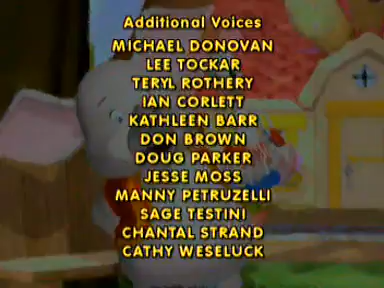 Additional Voices
MICHAEL DONOVAN
LEE TOCKAR
TERYL ROTHERY
IAN CORLETT
KATHLEEN BARR
DON BROWN
DOUG PARKER
JESSE MOSS
MANNY PETRUZELLI
SAGE TESTINI
CHANTAL STRAND
CATHY WESELUCK